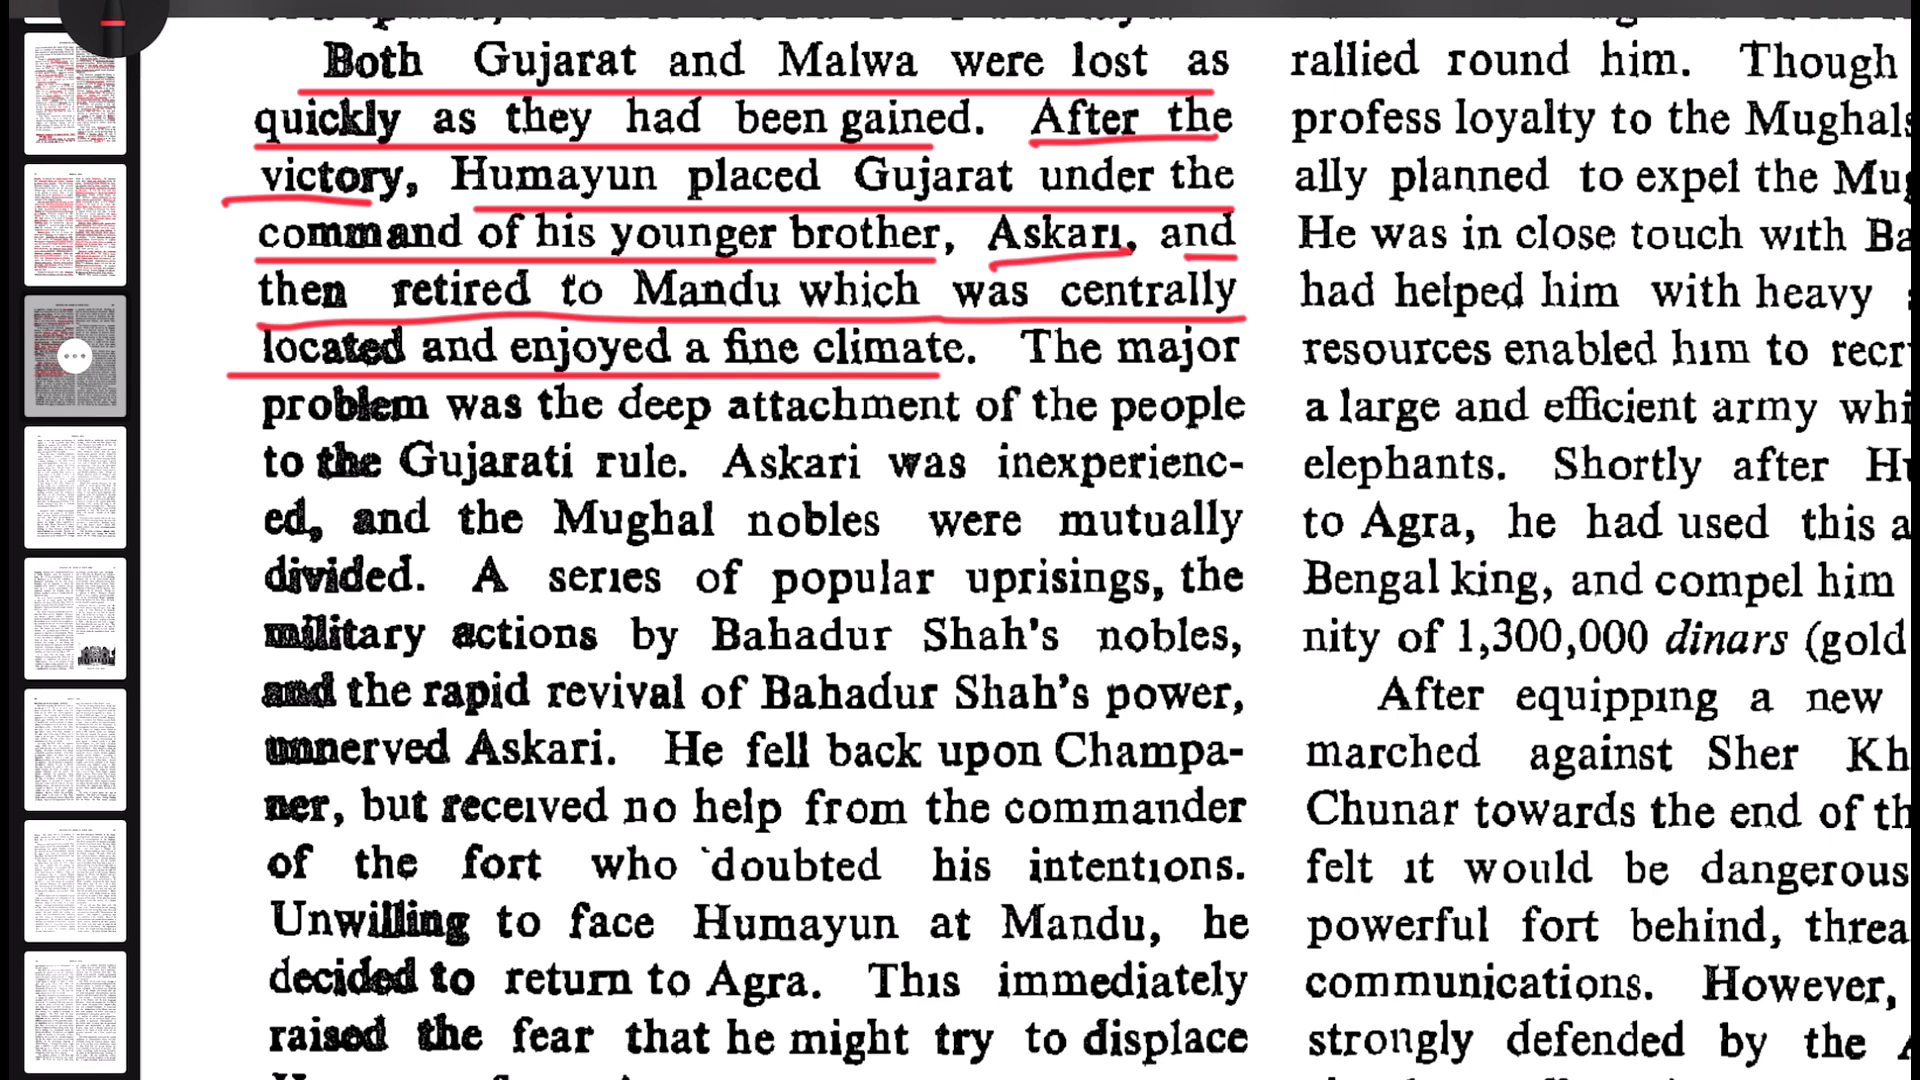 Both Gujarat and Malwa were lost as
quickly as they had been gained. After the
victory, Humayun placed Gujarat under the
command of his younger brother, Askari, and
then retired to Mandu which was centrally
located and enjoyed a fine climate. The major
problem was the deep attachment of the people
to the Gujarati rule. Askari was inexperienc-
ed, and the Mughal nobles were mutually
divided. A series of popular uprisings, the
military actions by Bahadur Shah's nobles,
and the rapid revival of Bahadur Shah's power,
unnerved Askari. He fell back upon Champa-
ner, but received no help from the commander
of the fort who doubted his intentions.
Unwilling to face Humayun at Mandu, he
decided to return to Agra. This immediately
raised the fear that he might try to displace
rallied round him. Though
profess loyalty to the Mughals
ally planned to expel the
He was in close touch with
had helped him with heavy
resources enabled him to
a large and efficient army
elephants. Shortly after
to Agra, he had used this
Bengal king, and compel him
nity of 1,300,000 dinars (gold
After equipping a new
marched against Sher
Chunar towards the end of
felt it would be dangerous
powerful fort behind,
communications. However,
strongly defended by the